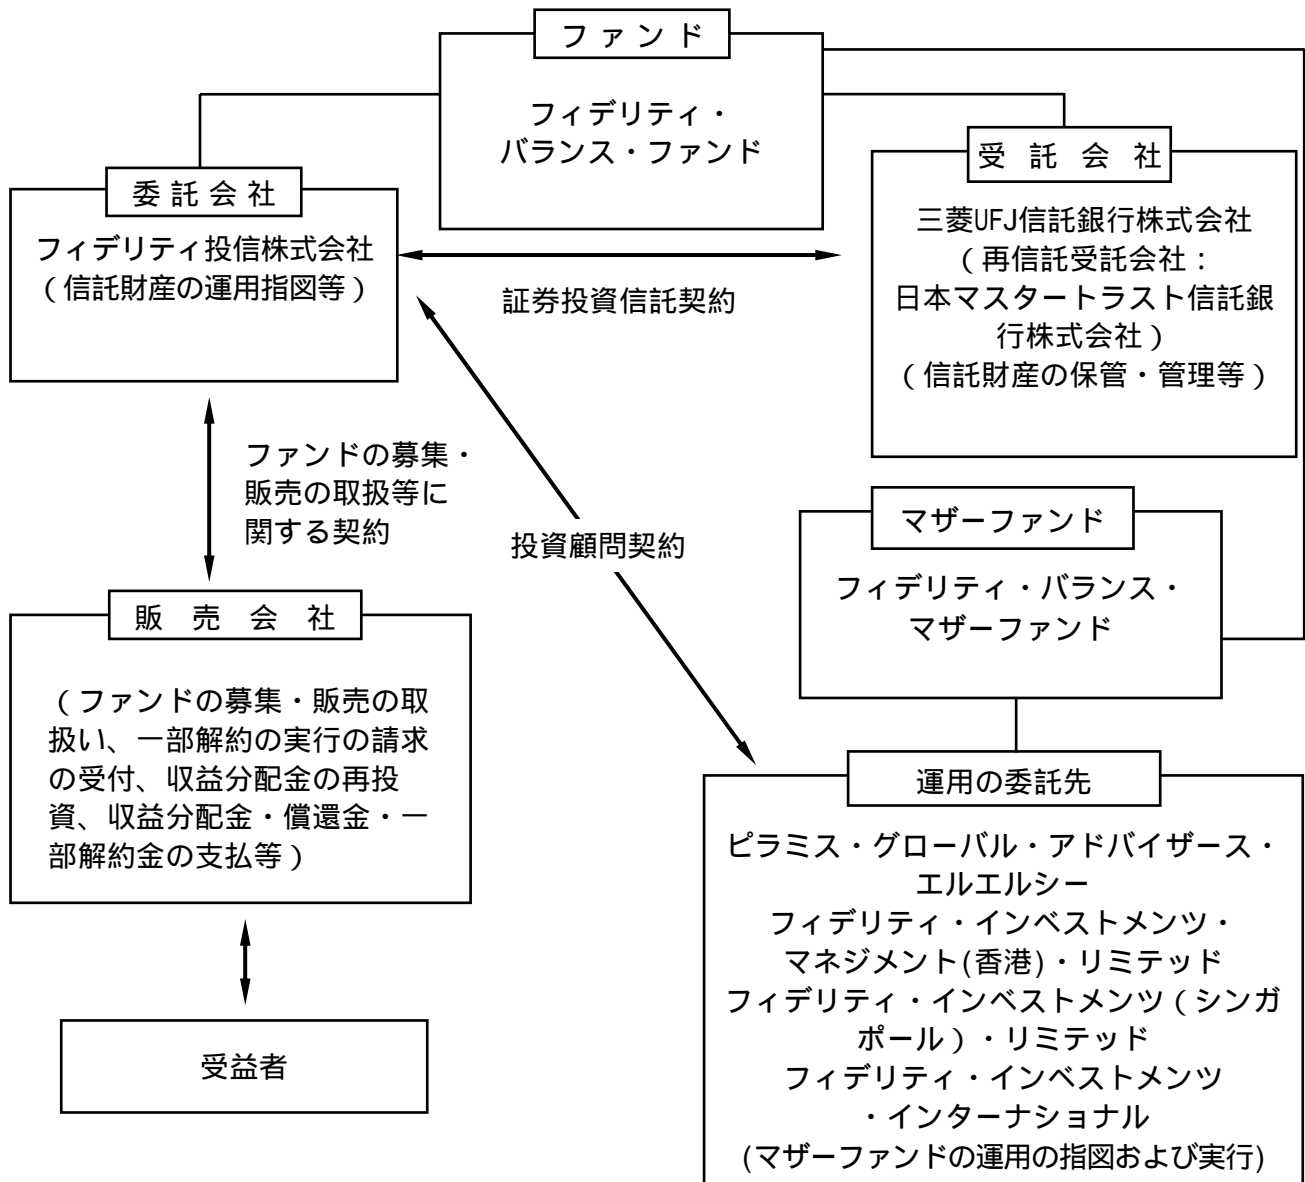 ファンド
フィデリティ・
バランス・ファンド
委託会社
フィデリティ投信株式会社
（信託財産の運用指図等）
受託会社
三菱UFJ信託銀行株式会社
（再信託受託会社：
日本マスタートラスト信託銀
行株式会社）
（信託財産の保管・管理等）
証券投資信託契約
ファンドの募集・
販売の取扱等に
関する契約
投資顧問契約
マザーファンド
フィデリティ・バランス・
マザーファンド
販売会社
（ファンドの募集・販売の取
扱い、一部解約の実行の請求
の受付、収益分配金の再投
資、収益分配金・償還金・一
部解約金の支払等）
運用の委託先
ピラミス・グローバル・アドバイザース・
エルエルシー
フィデリティ・インベストメンツ・
マネジメント(香港)・リミテッド
フィデリティ・インベストメンツ（シンガ
ポール）・リミテッド
フィデリティ・インベストメンツ
・インターナショナル
(マザーファンドの運用の指図および実行)
受益者